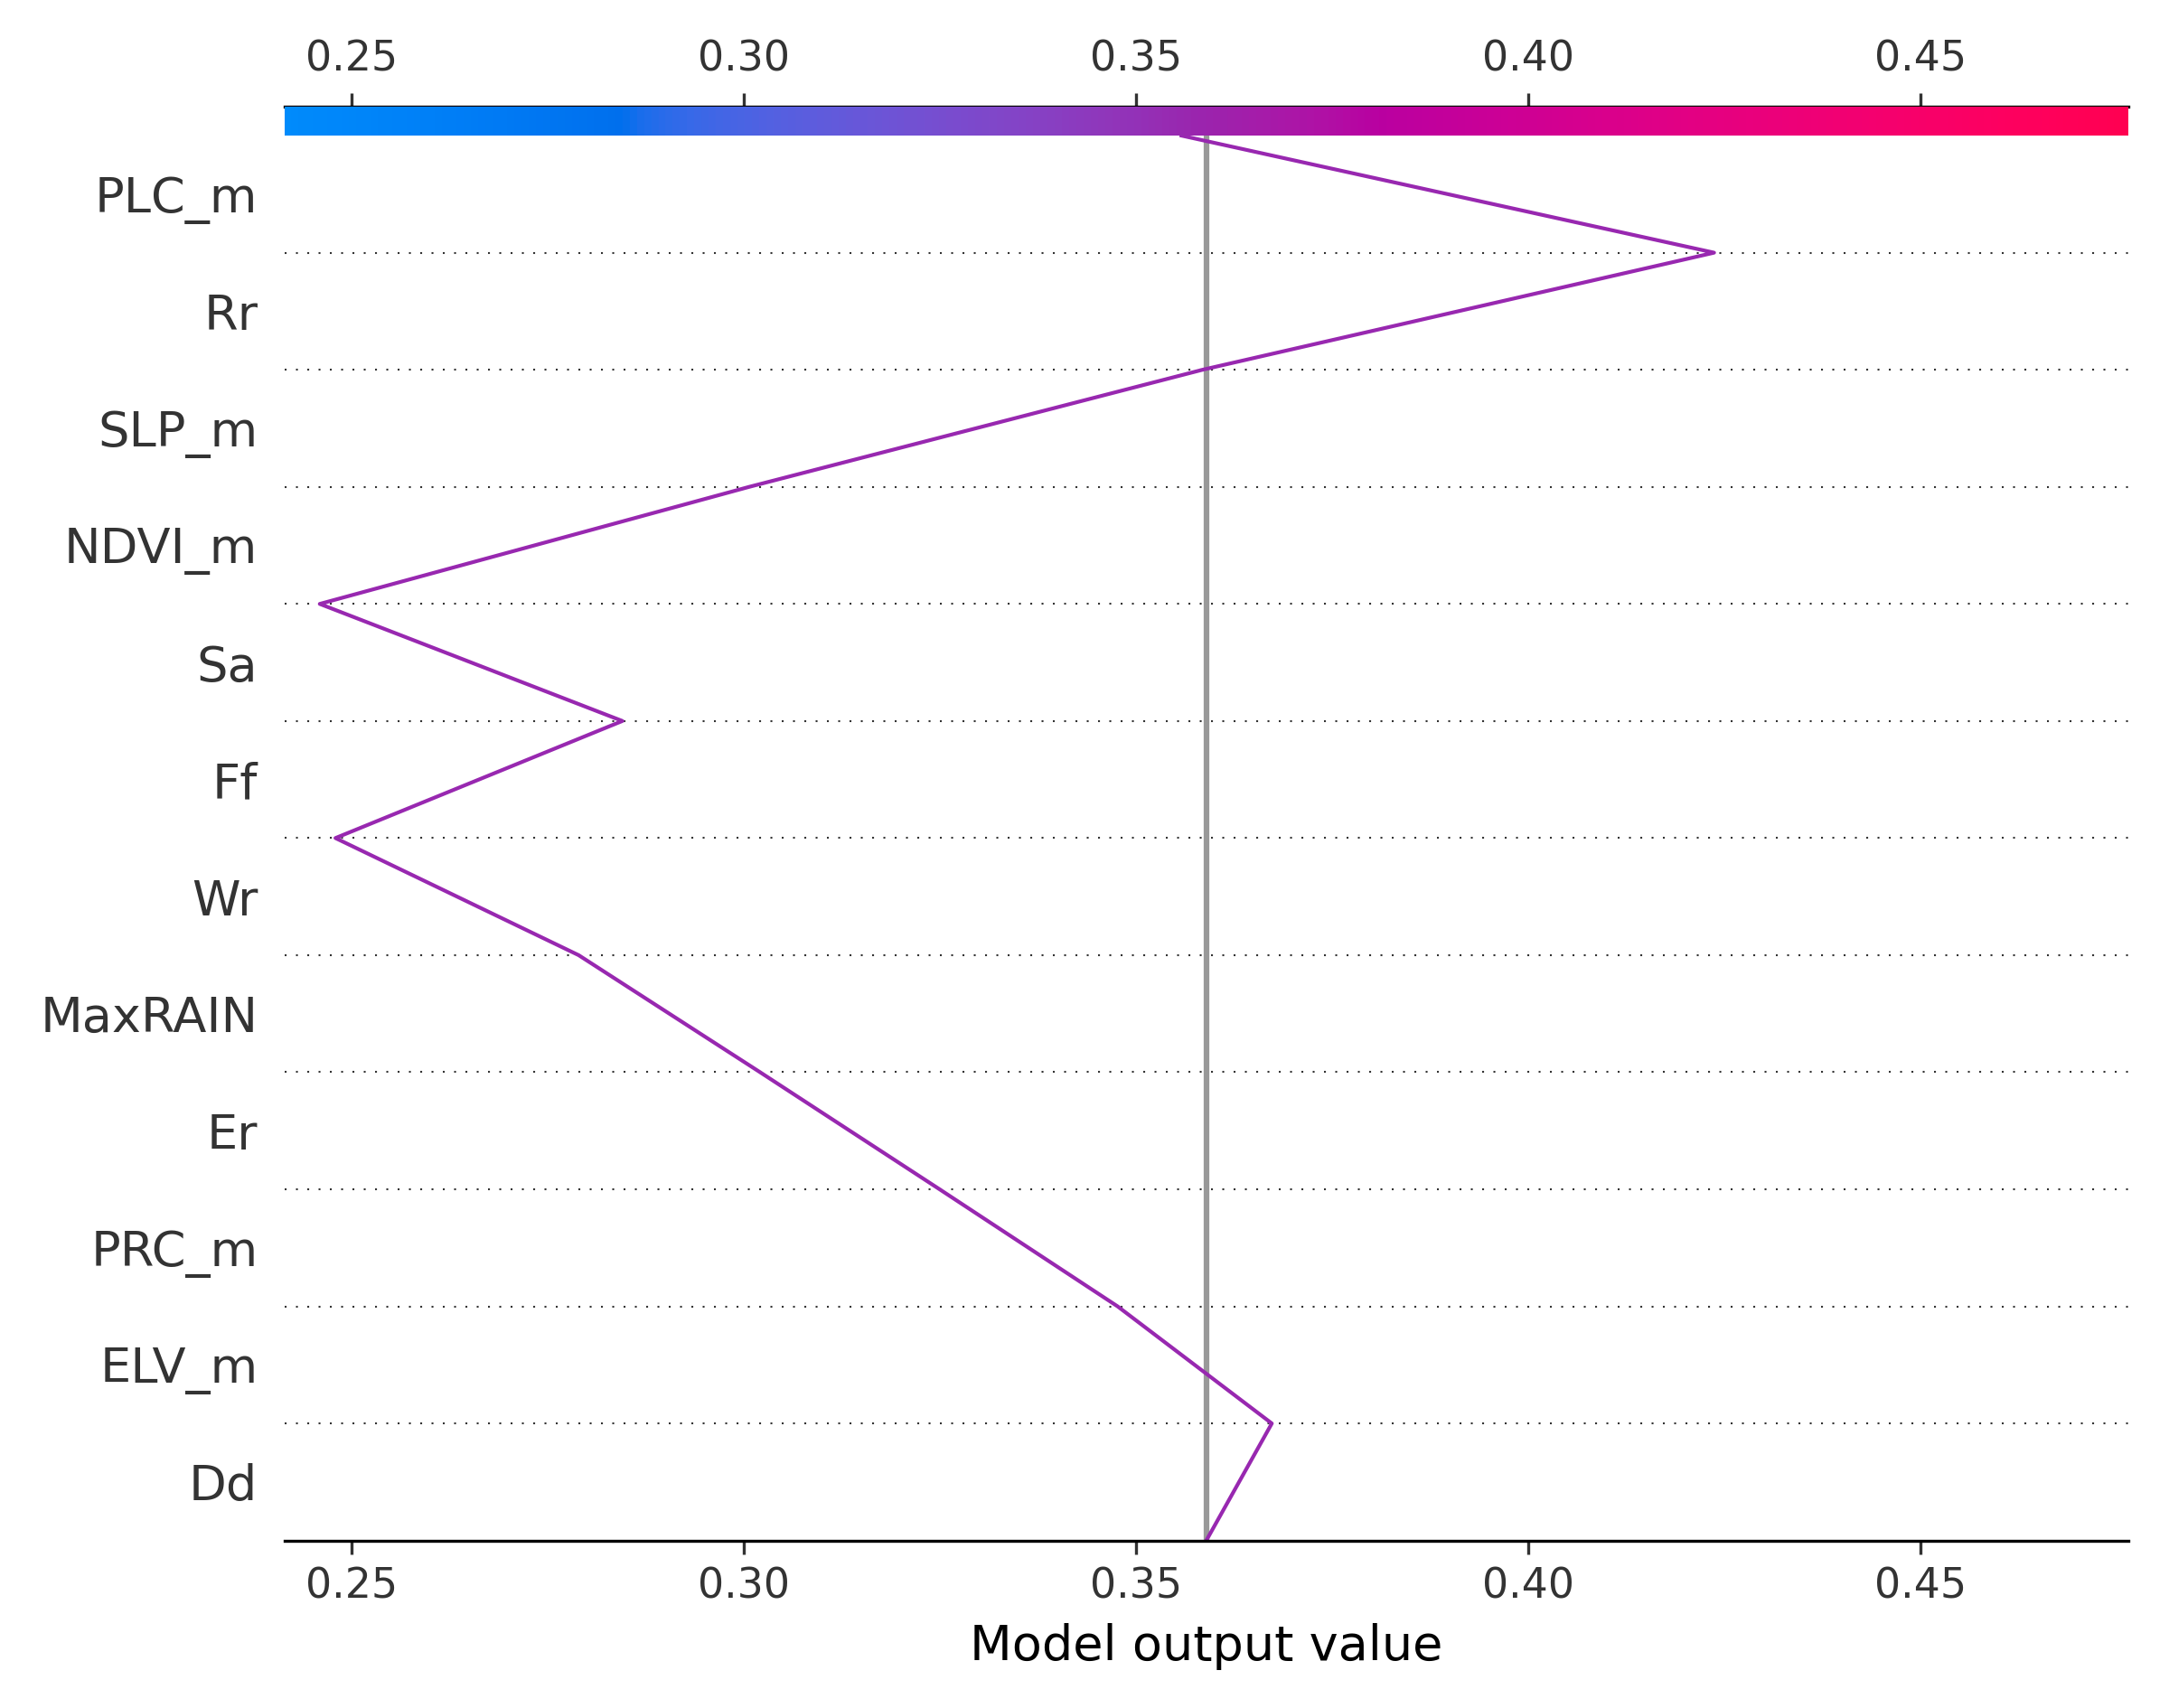 0.25 0.30 0.35 0.40 0.45
PLC_m
Rr
SLP_m
NDVI_m
Sa
Ff
Wr
MaxRAIN
Er
PRC_m
ELV_m
Dd
0.25 0.30 0.35 0.40 0.45
Model output value